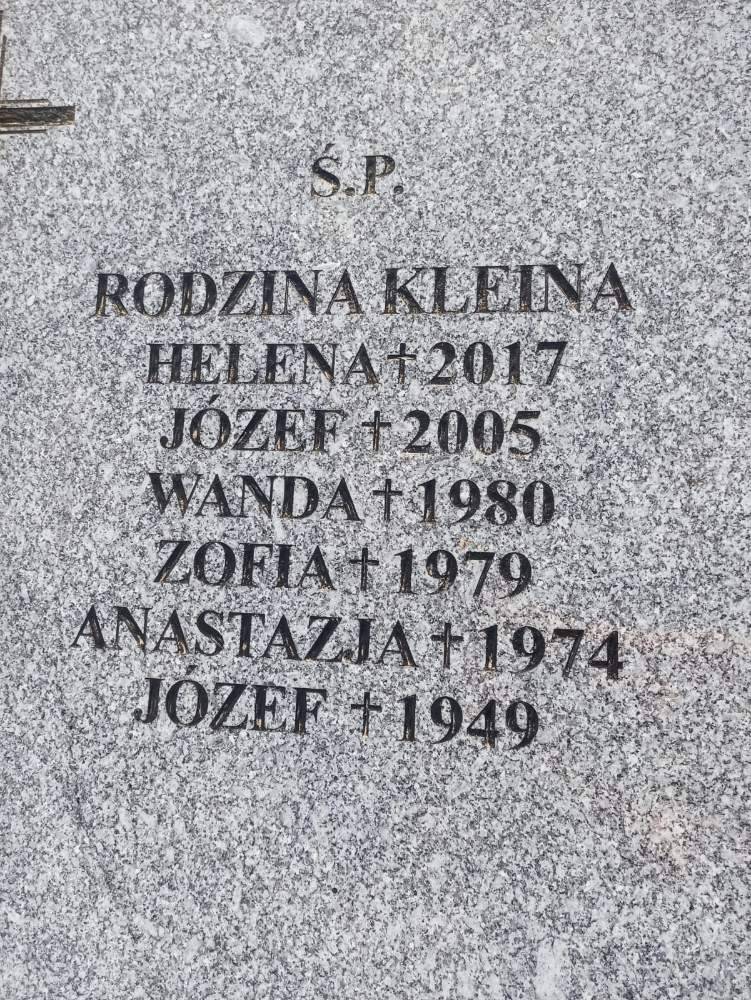 Ś.P.
RODZINA KLEINA
HELENA † 2017
JÓZEF † 2005
WANDA † 1980
ZOFIA † 1979
ANASTAZJA † 1974
JÓZEF † 1949